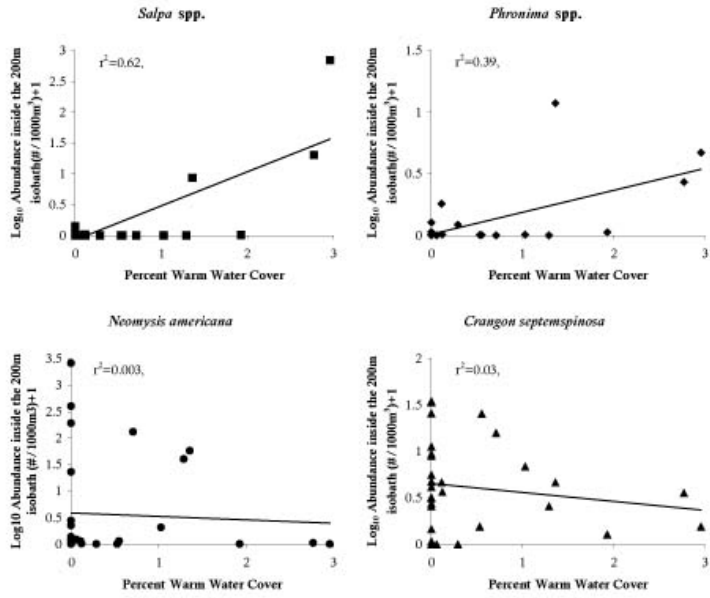 Salpa spp.
Log₁₀ Abundance inside the 200m
isobath(#/1000m³)+1
3
2.5
2
1.5
1
0.5
0
r²=0.62,
0 1 2 3
Percent Warm Water Cover
Phronima spp.
Log₁₀ Abundance inside the 200m
isobath(#/1000m³)+1
1.5
1
0.5
0
r²=0.39,
0 1 2 3
Percent Warm Water Cover
Neomysis americana
Log10 Abundance inside the 200m
isobath (#/1000m3)+1
3.5
3
2.5
2
1.5
1
0.5
0
r²=0.003,
0 1 2 3
Percent Warm Water Cover
Crangon septemspinosa
Log₁₀ Abundance inside the 200m
isobath (#/1000m³)+1
2
1.5
1
0.5
0
r²=0.03,
0 1 2 3
Percent Warm Water Cover